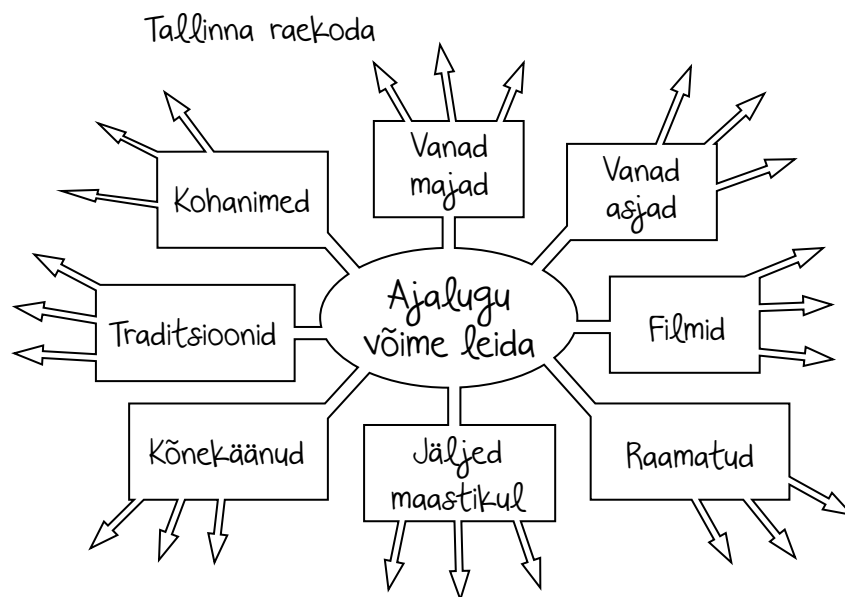 Tallinna raekoda
Vanad
majad
Vanad
asjad
Kohanimed
Ajalugu
võime leida
Traditsioonid
Filmid
Kõnekäänud
Jäljed
maastikul
Raamatud